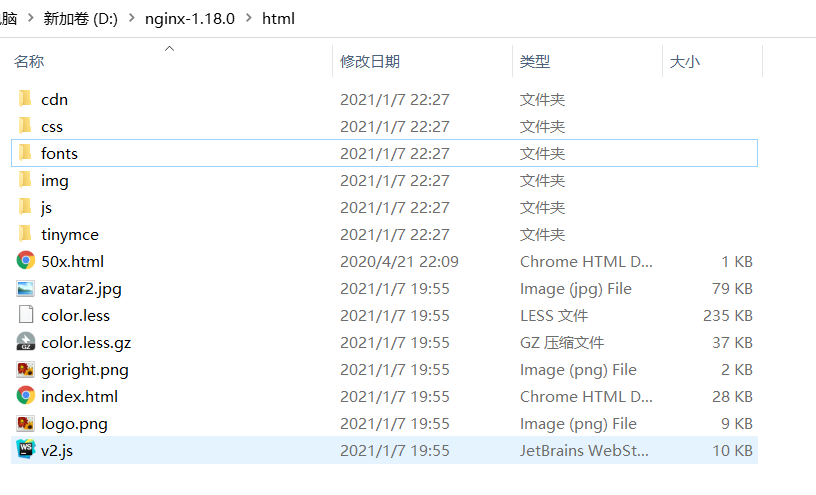 脑 > 新加卷 (D:) > nginx-1.18.0 > html
名称 修改日期 类型 大小
cdn 2021/1/7 22:27 文件夹
css 2021/1/7 22:27 文件夹
fonts 2021/1/7 22:27 文件夹
img 2021/1/7 22:27 文件夹
js 2021/1/7 22:27 文件夹
tinymce 2021/1/7 22:27 文件夹
50x.html 2020/4/21 22:09 Chrome HTML D... 1 KB
avatar2.jpg 2021/1/7 19:55 Image (jpg) File 79 KB
color.less 2021/1/7 19:55 LESS 文件 235 KB
color.less.gz 2021/1/7 19:55 GZ 压缩文件 37 KB
goright.png 2021/1/7 19:55 Image (png) File 2 KB
index.html 2021/1/7 19:55 Chrome HTML D... 28 KB
logo.png 2021/1/7 19:55 Image (png) File 9 KB
v2.js 2021/1/7 19:55 JetBrains WebSt... 10 KB